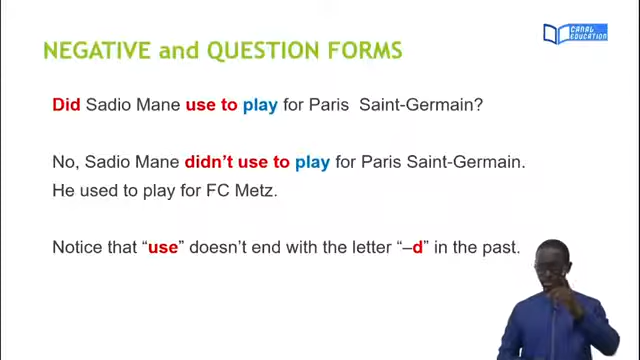 CANAL
EDUCATION
NEGATIVE and QUESTION FORMS
Did Sadio Mane use to play for Paris Saint-Germain?
No, Sadio Mane didn't use to play for Paris Saint-Germain.
He used to play for FC Metz.
Notice that “use” doesn't end with the letter “–d” in the past.